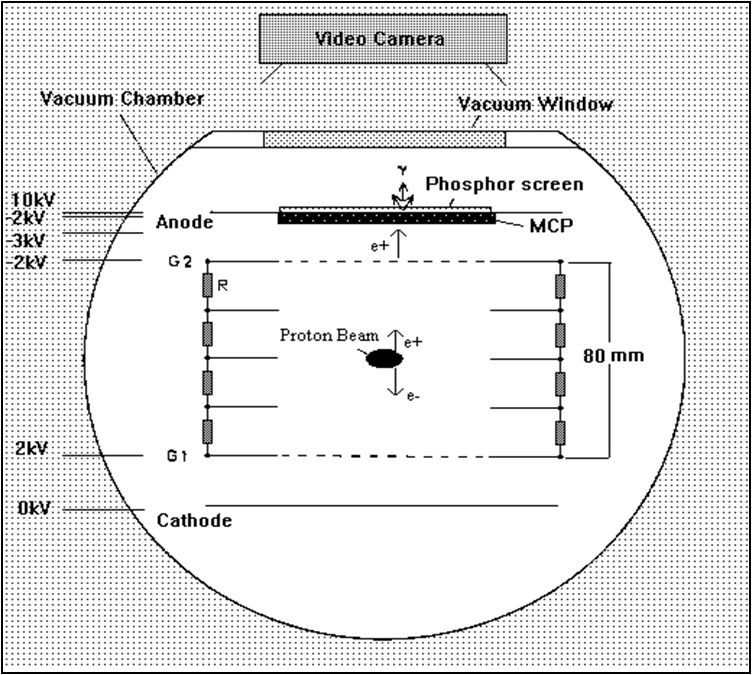 Video Camera
Vacuum Chamber
Vacuum Window
γ
Phosphor screen
10kV
-2kV
Anode
MCP
-3kV
e+
-2kV
G2
R
Proton Beam
e+
80 mm
e-
2kV
G1
0kV
Cathode